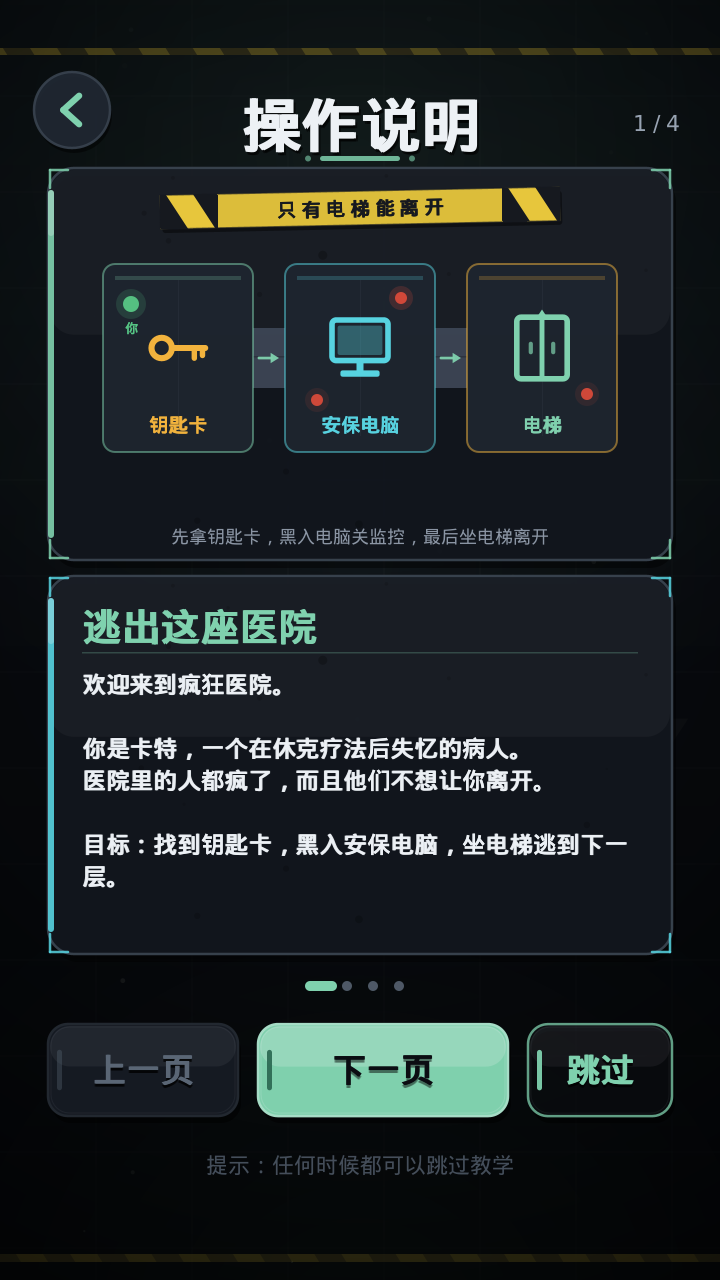 操作说明
1 / 4
只有电梯能离开
你
钥匙卡
安保电脑
电梯
先拿钥匙卡，黑入电脑关监控，最后坐电梯离开
逃出这座医院
欢迎来到疯狂医院。
你是卡特，一个在休克疗法后失忆的病人。
医院里的人都疯了，而且他们不想让你离开。
目标：找到钥匙卡，黑入安保电脑，坐电梯逃到下一
层。
上一页
下一页
跳过
提示：任何时候都可以跳过教学